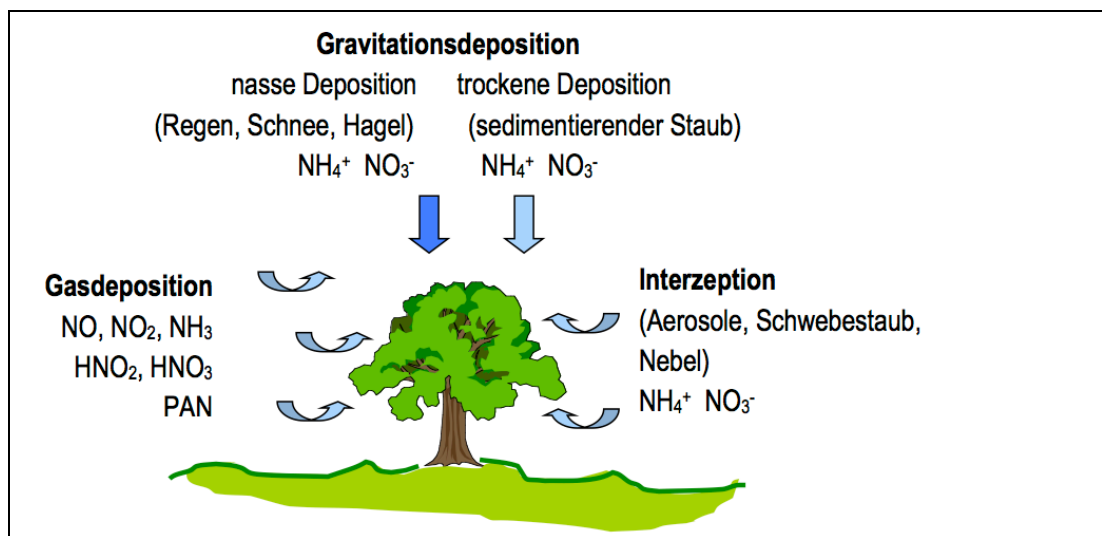 Gravitationsdeposition
nasse Deposition trockene Deposition
(Regen, Schnee, Hagel) (sedimentierender Staub)
NH₄⁺ NO₃⁻ NH₄⁺ NO₃⁻
Gasdeposition
NO, NO₂, NH₃
HNO₂, HNO₃
PAN
Interzeption
(Aerosole, Schwebestaub,
Nebel)
NH₄⁺ NO₃⁻